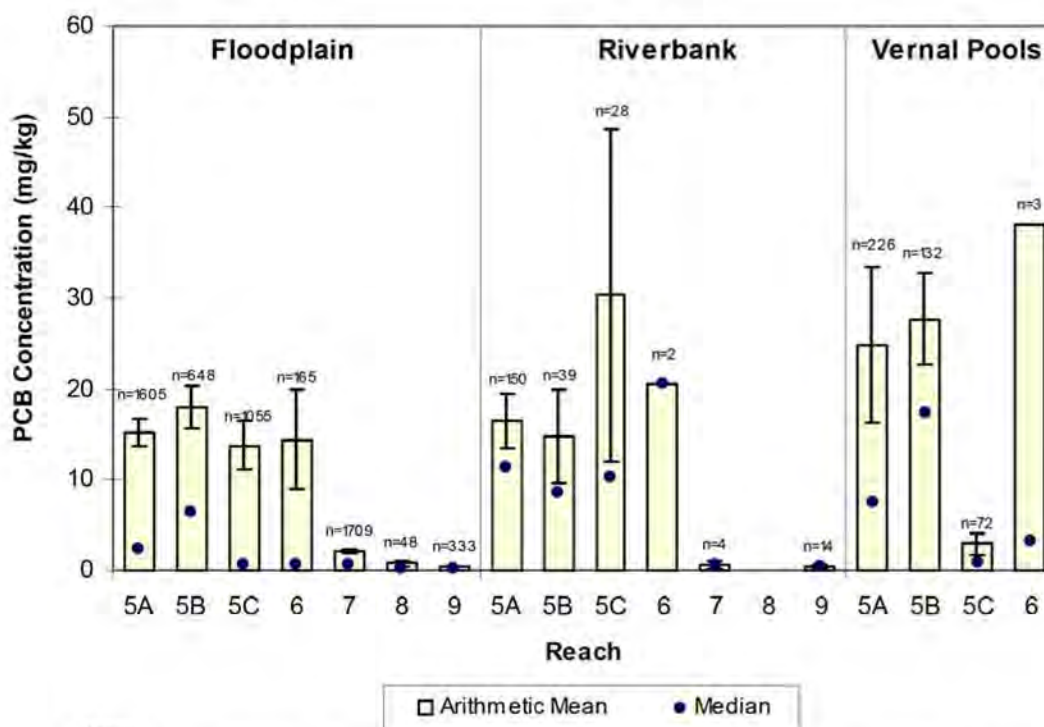 60
50
40
30
20
10
0
PCB Concentration (mg/kg)
Floodplain
Riverbank
Vernal Pools
n=1605
n=648
n=1055
n=165
n=1709
n=48
n=333
n=150
n=39
n=28
n=2
n=4
n=14
n=226
n=132
n=72
n=3
5A 5B 5C 6 7 8 9 5A 5B 5C 6 7 8 9 5A 5B 5C 6
Reach
Arithmetic Mean Median